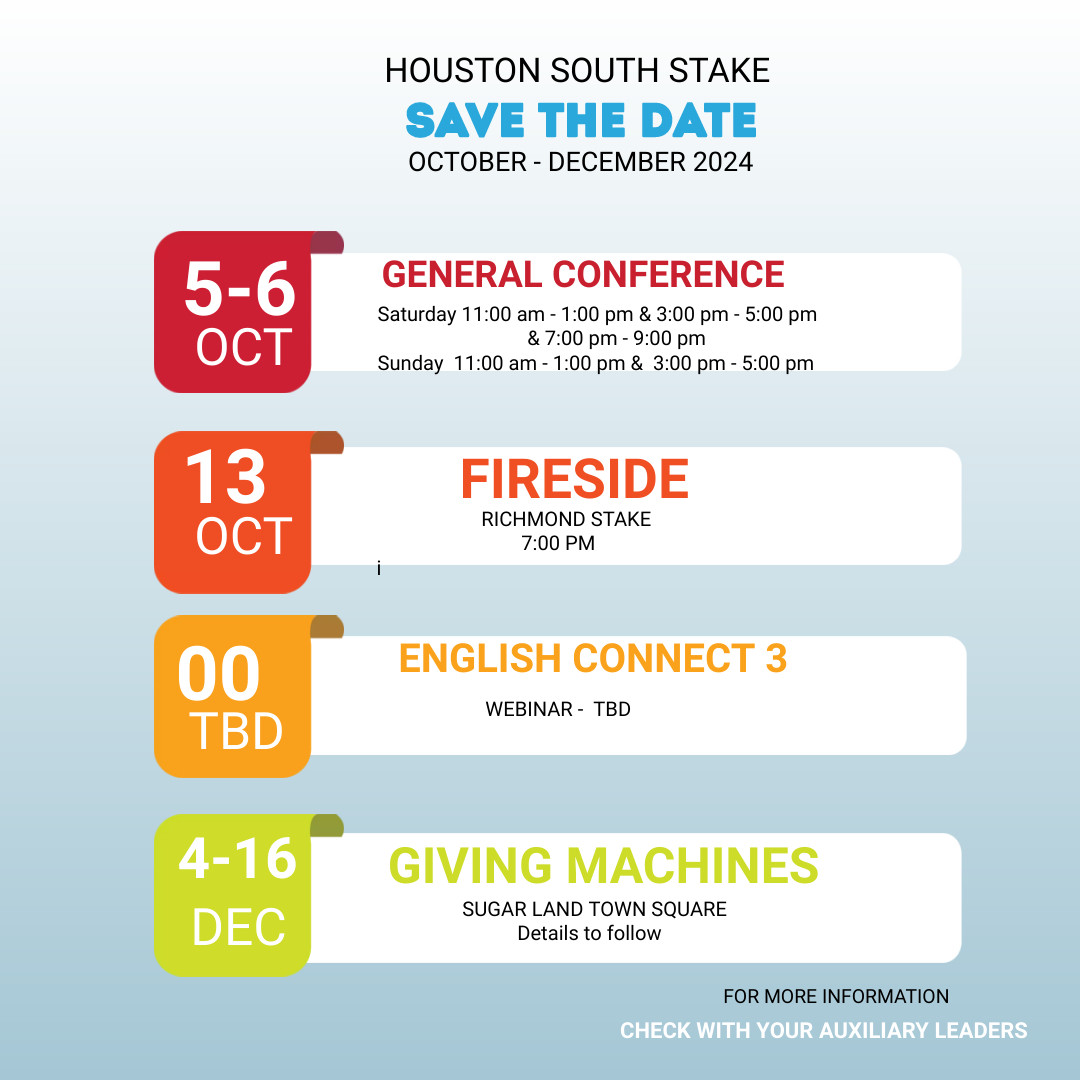 HOUSTON SOUTH STAKE
SAVE THE DATE
OCTOBER - DECEMBER 2024
5-6
OCT
GENERAL CONFERENCE
Saturday 11:00 am - 1:00 pm & 3:00 pm - 5:00 pm
& 7:00 pm - 9:00 pm
Sunday  11:00 am - 1:00 pm &  3:00 pm - 5:00 pm
13
OCT
FIRESIDE
RICHMOND STAKE
7:00 PM
i
00
TBD
ENGLISH CONNECT 3
WEBINAR -  TBD
4-16
DEC
GIVING MACHINES
SUGAR LAND TOWN SQUARE
Details to follow
FOR MORE INFORMATION
CHECK WITH YOUR AUXILIARY LEADERS